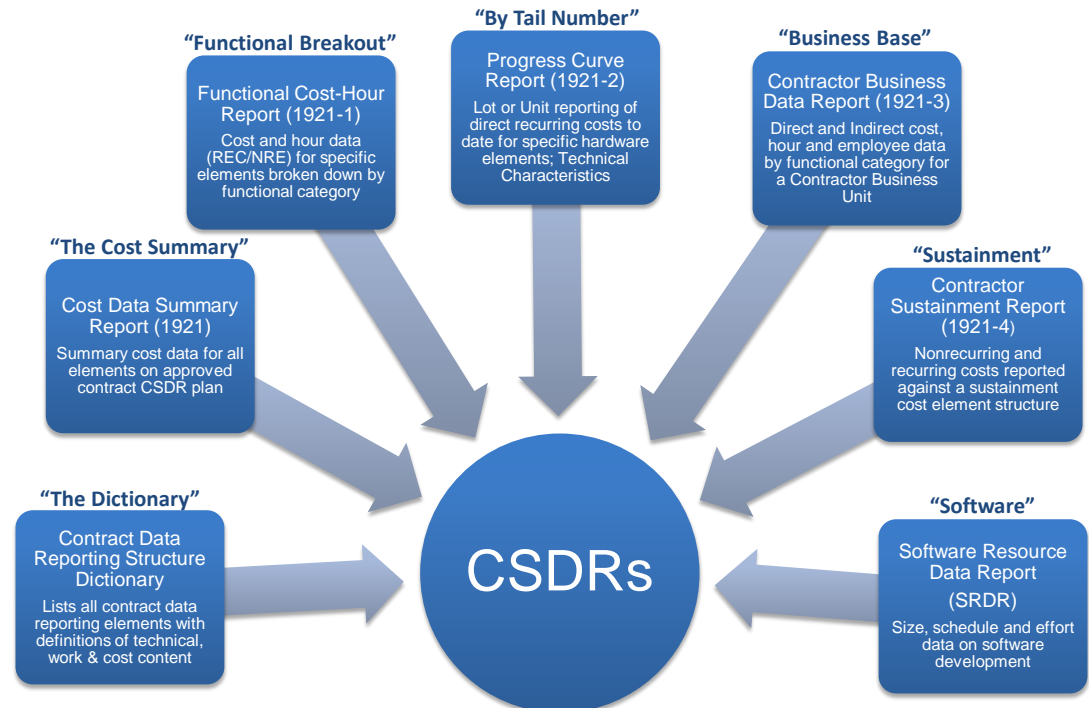 “The Dictionary”
Contract Data
Reporting Structure
Dictionary
Lists all contract data
reporting elements with
definitions of technical,
work & cost content
“The Cost Summary”
Cost Data Summary
Report (1921)
Summary cost data for all
elements on approved
contract CSDR plan
“Functional Breakout”
Functional Cost-Hour
Report (1921-1)
Cost and hour data
(REC/NRE) for specific
elements broken down by
functional category
“By Tail Number”
Progress Curve
Report (1921-2)
Lot or Unit reporting of
direct recurring costs to
date for specific hardware
elements; Technical
Characteristics
“Business Base”
Contractor Business
Data Report (1921-3)
Direct and Indirect cost,
hour and employee data
by functional category for
a Contractor Business
Unit
“Sustainment”
Contractor
Sustainment Report
(1921-4)
Nonrecurring and
recurring costs reported
against a sustainment
cost element structure
“Software”
Software Resource
Data Report
(SRDR)
Size, schedule and effort
data on software
development
CSDRs